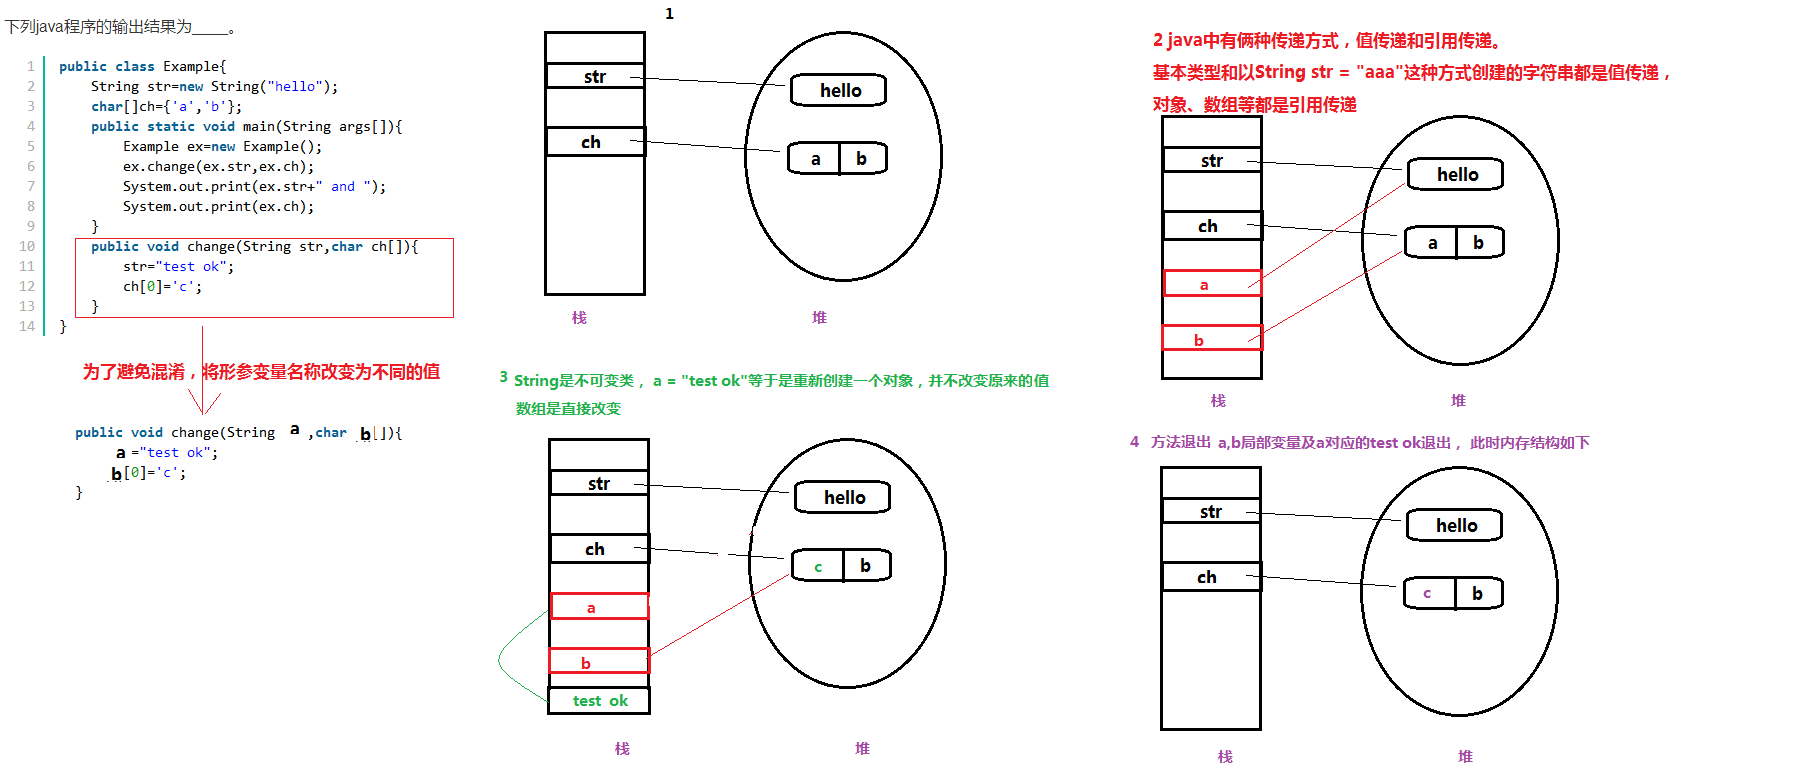 下列java程序的输出结果为_____。
1 public class Example{
2 String str=new String("hello");
3 char[]ch={'a','b'};
4 public static void main(String args[]){
5 Example ex=new Example();
6 ex.change(ex.str,ex.ch);
7 System.out.print(ex.str+" and ");
8 System.out.print(ex.ch);
9 }
10 public void change(String str,char ch[]){
11 str="test ok";
12 ch[0]='c';
13 }
14 }
为了避免混淆，将形参变量名称改变为不同的值
public void change(String a ,char b[]){
a ="test ok";
b[0]='c';
}
1
str
hello
ch
a b
栈 堆
2 java中有俩种传递方式，值传递和引用传递。
基本类型和以String str = "aaa"这种方式创建的字符串都是值传递，
对象、数组等都是引用传递
str
hello
ch
a b
a
b
栈 堆
3 String是不可变类， a = "test ok"等于是重新创建一个对象，并不改变原来的值
数组是直接改变
str
hello
ch
c b
a
b
test ok
栈 堆
4 方法退出 a,b局部变量及a对应的test ok退出， 此时内存结构如下
str
hello
ch
c b
栈 堆